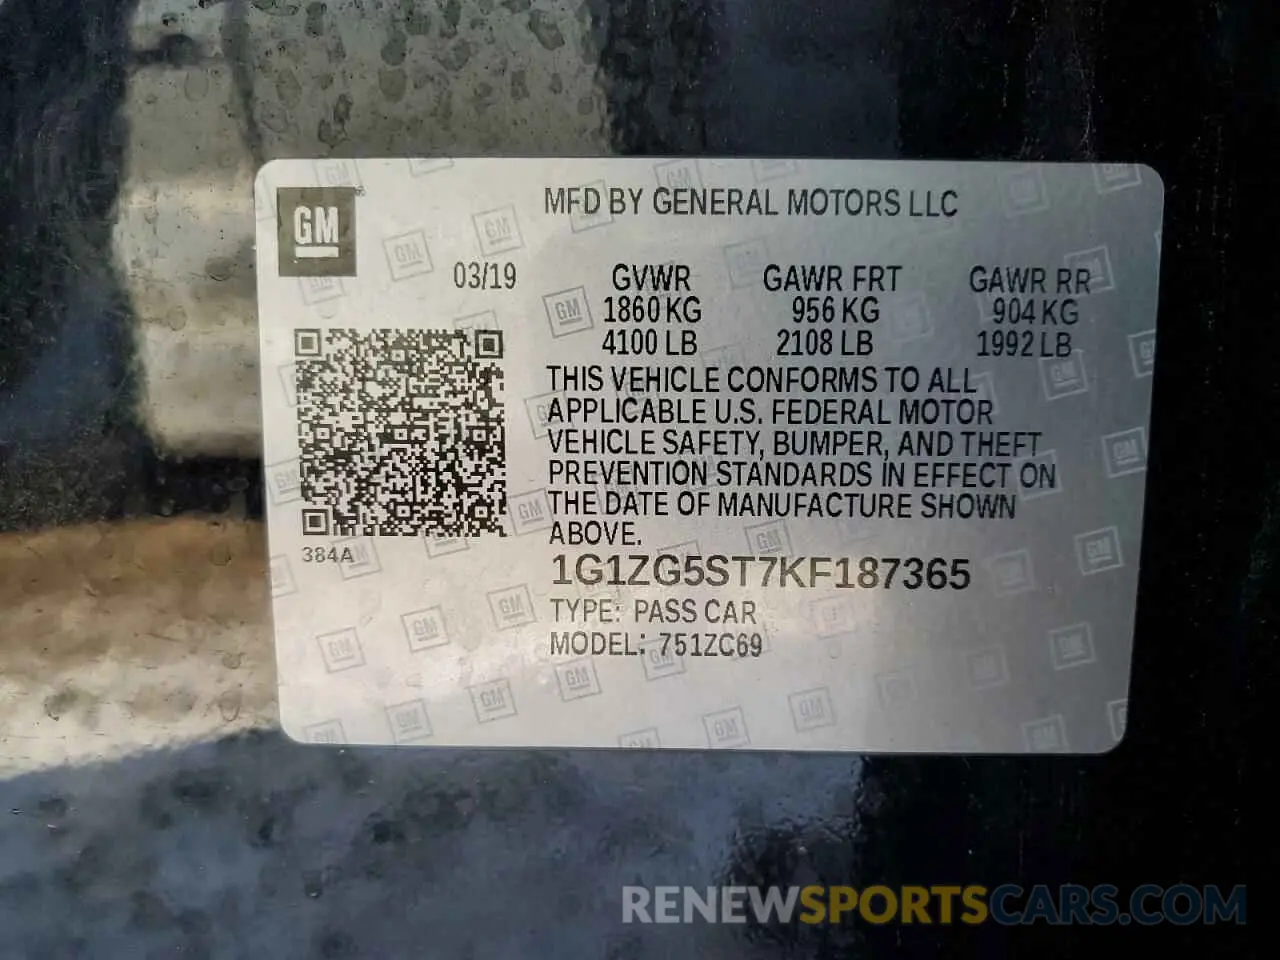 GM
MFD BY GENERAL MOTORS LLC
03/19
GVWR GAWR FRT GAWR RR
1860 KG 956 KG 904 KG
4100 LB 2108 LB 1992 LB
THIS VEHICLE CONFORMS TO ALL
APPLICABLE U.S. FEDERAL MOTOR
VEHICLE SAFETY, BUMPER, AND THEFT
PREVENTION STANDARDS IN EFFECT ON
THE DATE OF MANUFACTURE SHOWN
ABOVE.
384A
1G1ZG5ST7KF187365
TYPE: PASS CAR
MODEL: 751ZC69
RENEWSPORTSCARS.COM